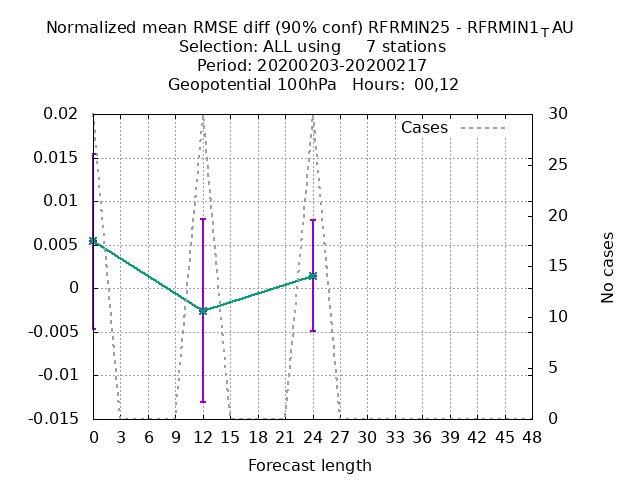 Normalized mean RMSE diff (90% conf) RFRMIN25 - RFRMIN1TAU
Selection: ALL using 7 stations
Period: 20200203-20200217
Geopotential 100hPa Hours: 00,12
Cases
0.02
0.015
0.01
0.005
0
-0.005
-0.01
-0.015
30
25
20
15
10
5
0
No cases
0 3 6 9 12 15 18 21 24 27 30 33 36 39 42 45 48
Forecast length